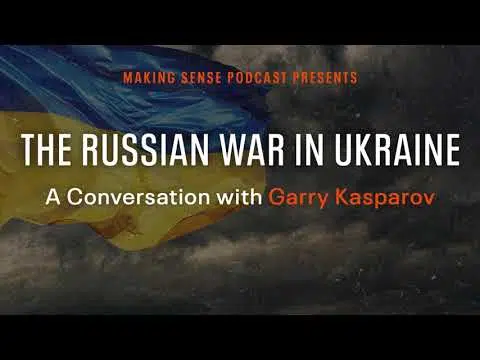 MAKING SENSE PODCAST PRESENTS
THE RUSSIAN WAR IN UKRAINE
A Conversation with Garry Kasparov